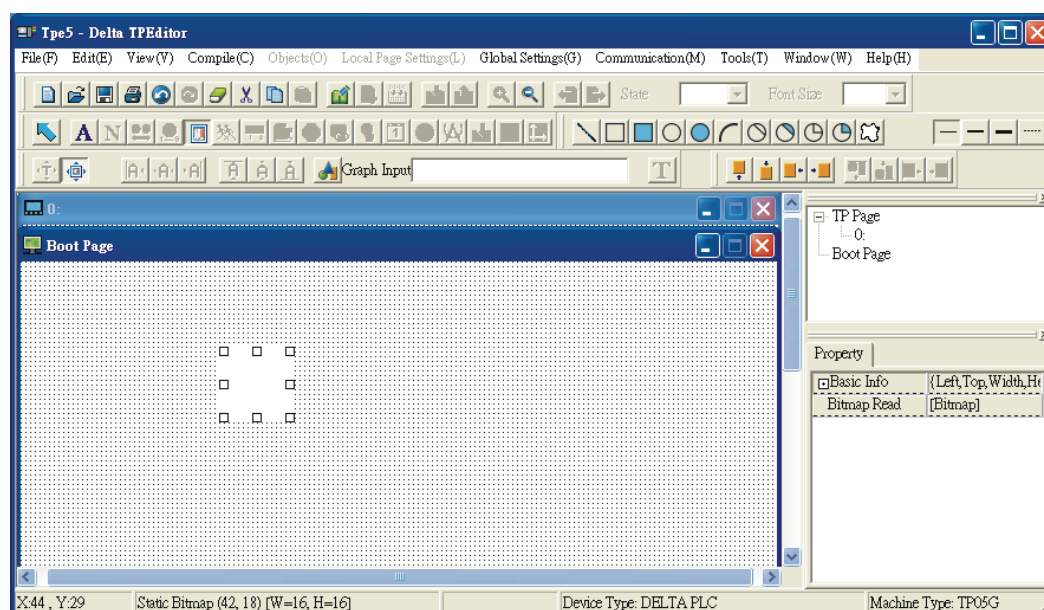 Tpe5 - Delta TPEditor
File(F) Edit(E) View(V) Compile(C) Objects(O) Local Page Settings(L) Global Settings(G) Communication(M) Tools(T) Window(W) Help(H)
State Font Size
A N
Graph Input T
0:
Boot Page
TP Page
0:
Boot Page
Property
Basic Info {Left,Top,Width,He
Bitmap Read [Bitmap]
X:44 , Y:29 Static Bitmap (42, 18) [W=16, H=16] Device Type: DELTA PLC Machine Type: TP05G